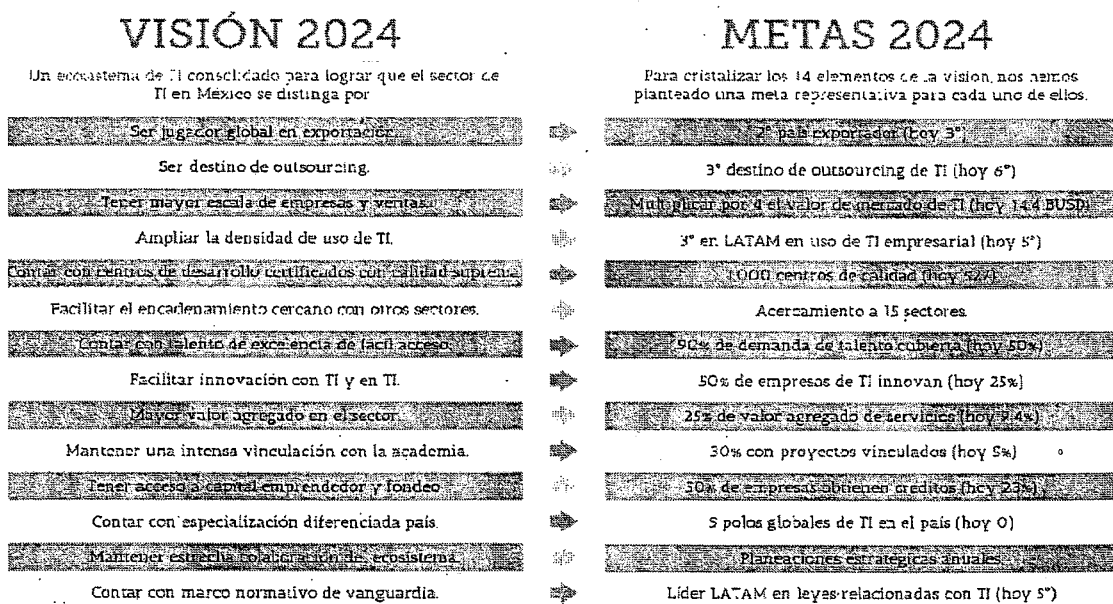 VISIÓN 2024
Un ecosistema de TI consolidado para lograr que el sector de
TI en México se distinga por
Ser jugador global en exportación.
Ser destino de outsourcing.
Tener mayor escala de empresas y ventas.
Ampliar la densidad de uso de TI.
Contar con centros de desarrollo certificados con calidad suprema
Facilitar el encadenamiento cercano con otros sectores.
Contar con talento de excelencia de fácil acceso
Facilitar innovación con TI y en TI.
Mayor valor agregado en el sector
Mantener una intensa vinculación con la academia.
Tener acceso a capital emprendedor y fondeo
Contar con especialización diferenciada país.
Mantener estrecha colaboración del ecosistema
Contar con marco normativo de vanguardia.
METAS 2024
Para cristalizar los 14 elementos de la visión, nos hemos
planteado una meta representativa para cada uno de ellos.
2° país exportador (hoy 3°)
3° destino de outsourcing de TI (hoy 6°)
Multiplicar por 4 el valor de mercado de TI (hoy 14.4 BUSD)
3° en LATAM en uso de TI empresarial (hoy 5°)
1000 centros de calidad (hoy 527)
Acercamiento a 15 sectores.
90% de demanda de talento cubierta (hoy 50%)
50% de empresas de TI innovan (hoy 25%)
25% de valor agregado de servicios (hoy 9.4%)
30% con proyectos vinculados (hoy 5%)
50% de empresas obtienen créditos (hoy 23%)
5 polos globales de TI en el país (hoy 0)
Planeaciones estratégicas anuales
Líder LATAM en leyes relacionadas con TI (hoy 5°)